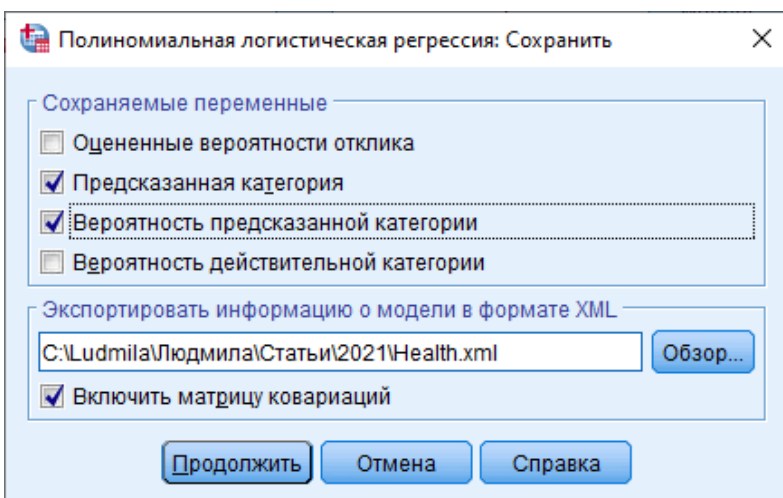 Полиномиальная логистическая регрессия: Сохранить
Сохраняемые переменные
Оцененные вероятности отклика
Предсказанная категория
Вероятность предсказанной категории
Вероятность действительной категории
Экспортировать информацию о модели в формате XML
C:\Ludmila\Людмила\Статьи\2021\Health.xml
Обзор...
Включить матрицу ковариаций
Продолжить Отмена Справка